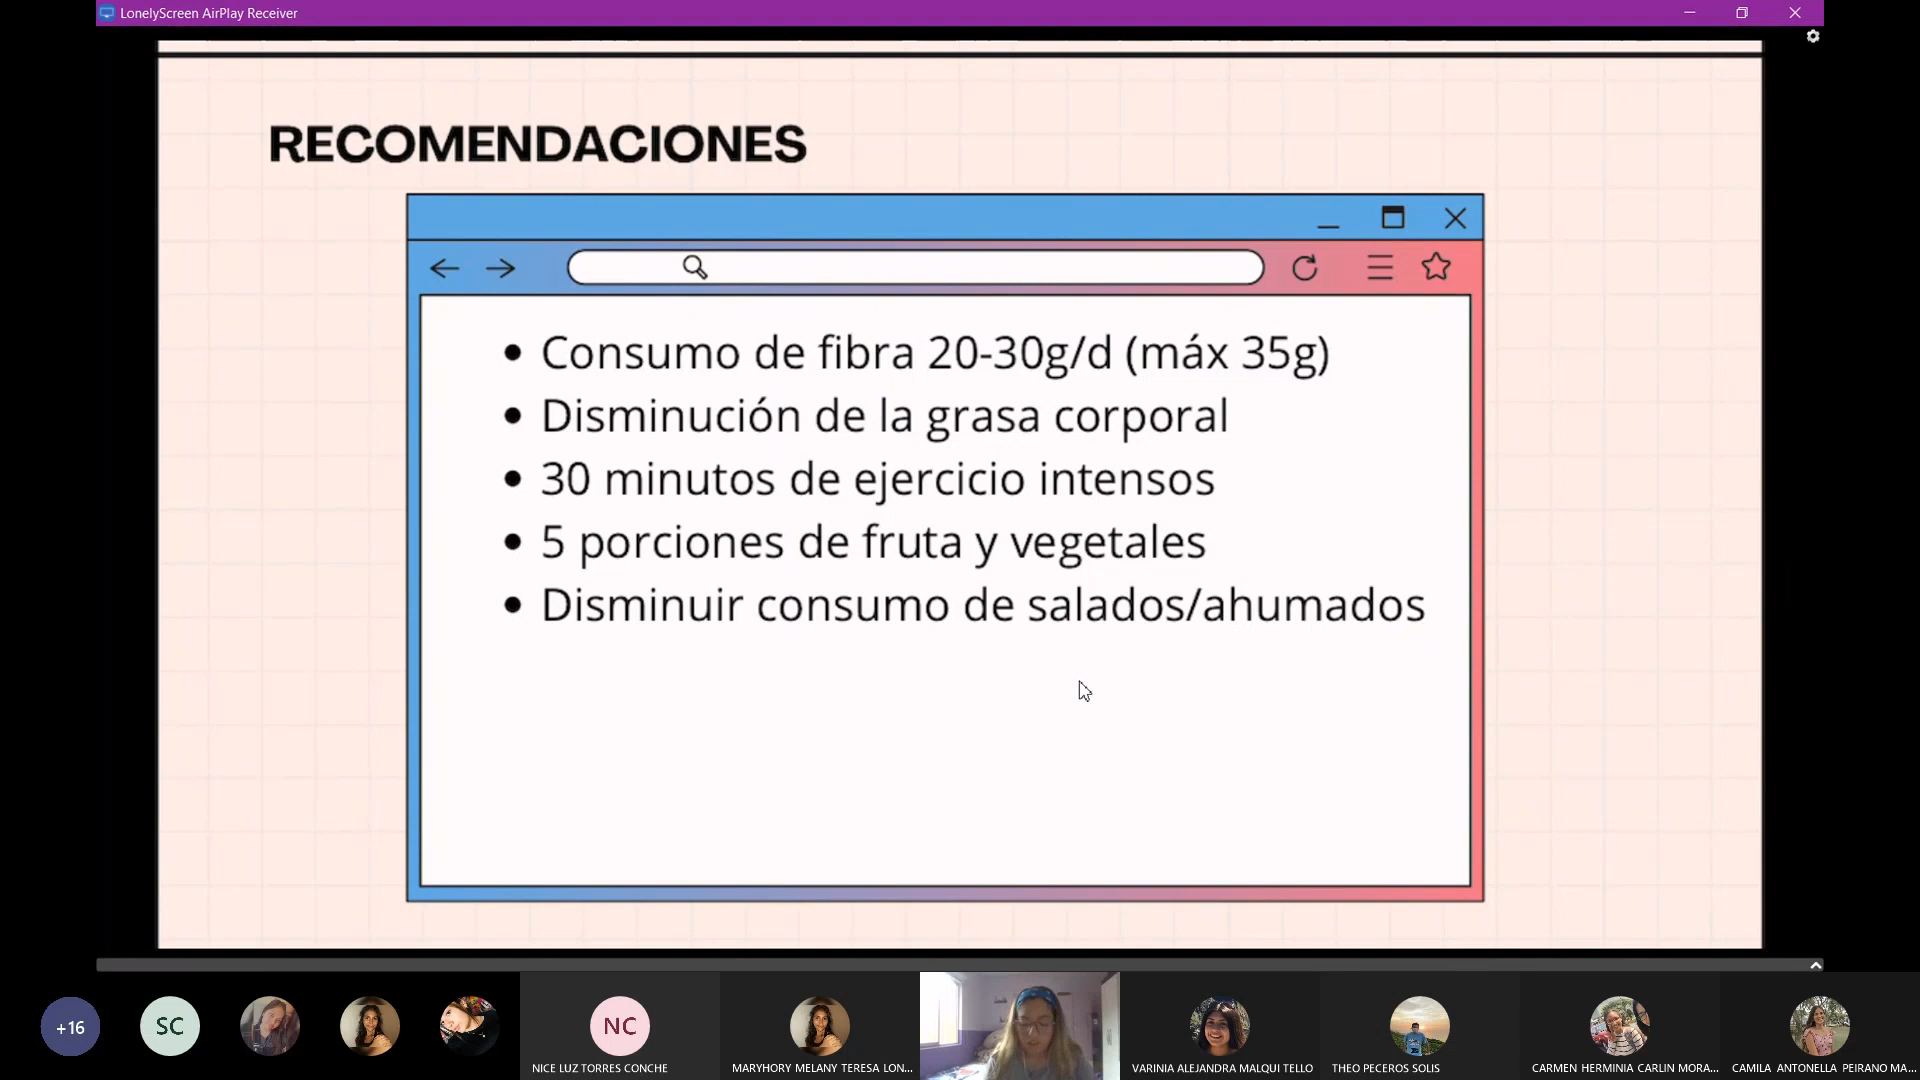 LonelyScreen AirPlay Receiver
RECOMENDACIONES
• Consumo de fibra 20-30g/d (máx 35g)
• Disminución de la grasa corporal
• 30 minutos de ejercicio intensos
• 5 porciones de fruta y vegetales
• Disminuir consumo de salados/ahumados
+16
SC
NC
NICE LUZ TORRES CONCHE
MARYHORY MELANY TERESA LON...
VARINIA ALEJANDRA MALQUI TELLO
THEO PECEROS SOLIS
CARMEN HERMINIA CARLIN MORA...
CAMILA ANTONELLA PEIRANO MA...